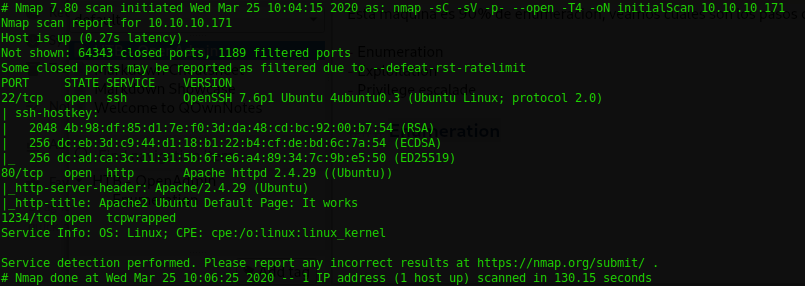 # Nmap 7.80 scan initiated Wed Mar 25 10:04:15 2020 as: nmap -sC -sV -p- --open -T4 -oN initialScan 10.10.10.171
Nmap scan report for 10.10.10.171
Host is up (0.27s latency).
Not shown: 64343 closed ports, 1189 filtered ports
Some closed ports may be reported as filtered due to --defeat-rst-ratelimit
PORT     STATE SERVICE    VERSION
22/tcp   open  ssh        OpenSSH 7.6p1 Ubuntu 4ubuntu0.3 (Ubuntu Linux; protocol 2.0)
| ssh-hostkey:
|   2048 4b:98:df:85:d1:7e:f0:3d:da:48:cd:bc:92:00:b7:54 (RSA)
|   256 dc:eb:3d:c9:44:d1:18:b1:22:b4:cf:de:bd:6c:7a:54 (ECDSA)
|_  256 dc:ad:ca:3c:11:31:5b:6f:e6:a4:89:34:7c:9b:e5:50 (ED25519)
80/tcp   open  http       Apache httpd 2.4.29 ((Ubuntu))
|_http-server-header: Apache/2.4.29 (Ubuntu)
|_http-title: Apache2 Ubuntu Default Page: It works
1234/tcp open  tcpwrapped
Service Info: OS: Linux; CPE: cpe:/o:linux:linux_kernel
Service detection performed. Please report any incorrect results at https://nmap.org/submit/ .
# Nmap done at Wed Mar 25 10:06:25 2020 -- 1 IP address (1 host up) scanned in 130.15 seconds